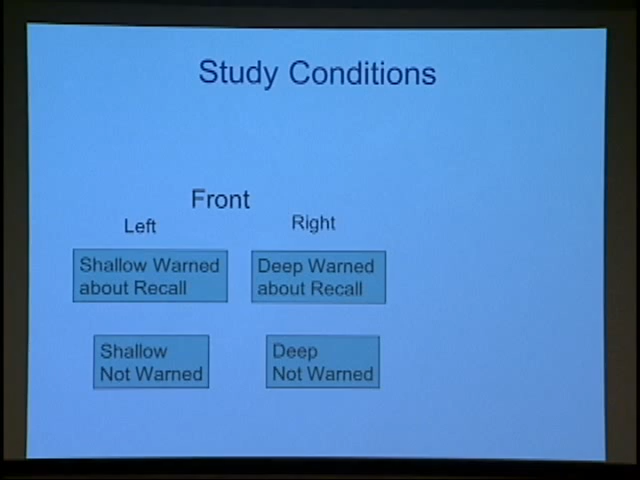 Study Conditions
Front
Left
Right
Shallow Warned
about Recall
Deep Warned
about Recall
Shallow
Not Warned
Deep
Not Warned